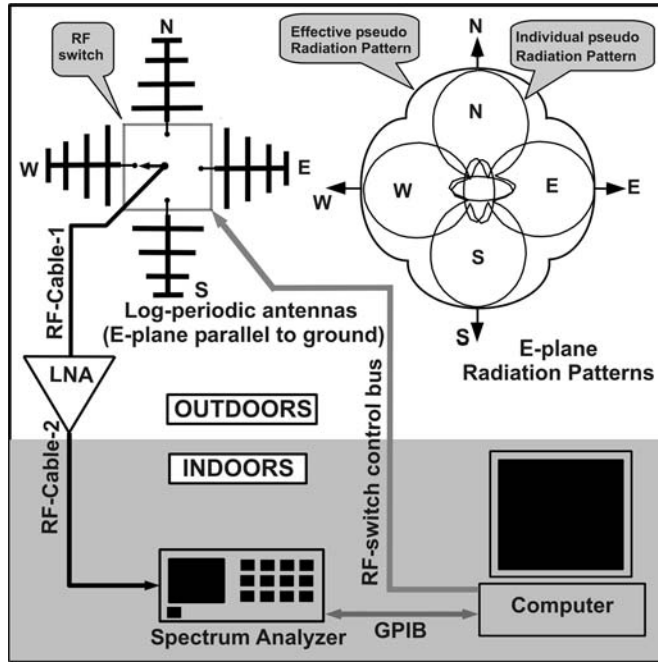 RF
switch
N
W
E
S
Effective pseudo
Radiation Pattern
Individual pseudo
Radiation Pattern
N
N
W
E
S
W
E
S
Log-periodic antennas
(E-plane parallel to ground)
E-plane
Radiation Patterns
RF-Cable-1
LNA
OUTDOORS
INDOORS
RF-Cable-2
RF-switch control bus
Spectrum Analyzer
GPIB
Computer